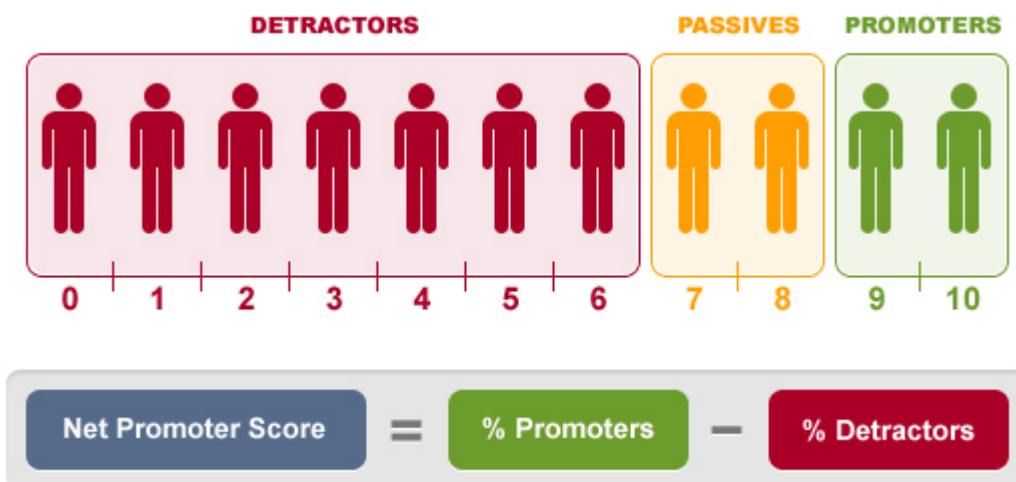 DETRACTORS PASSIVES PROMOTERS
0 1 2 3 4 5 6 7 8 9 10
Net Promoter Score = % Promoters – % Detractors